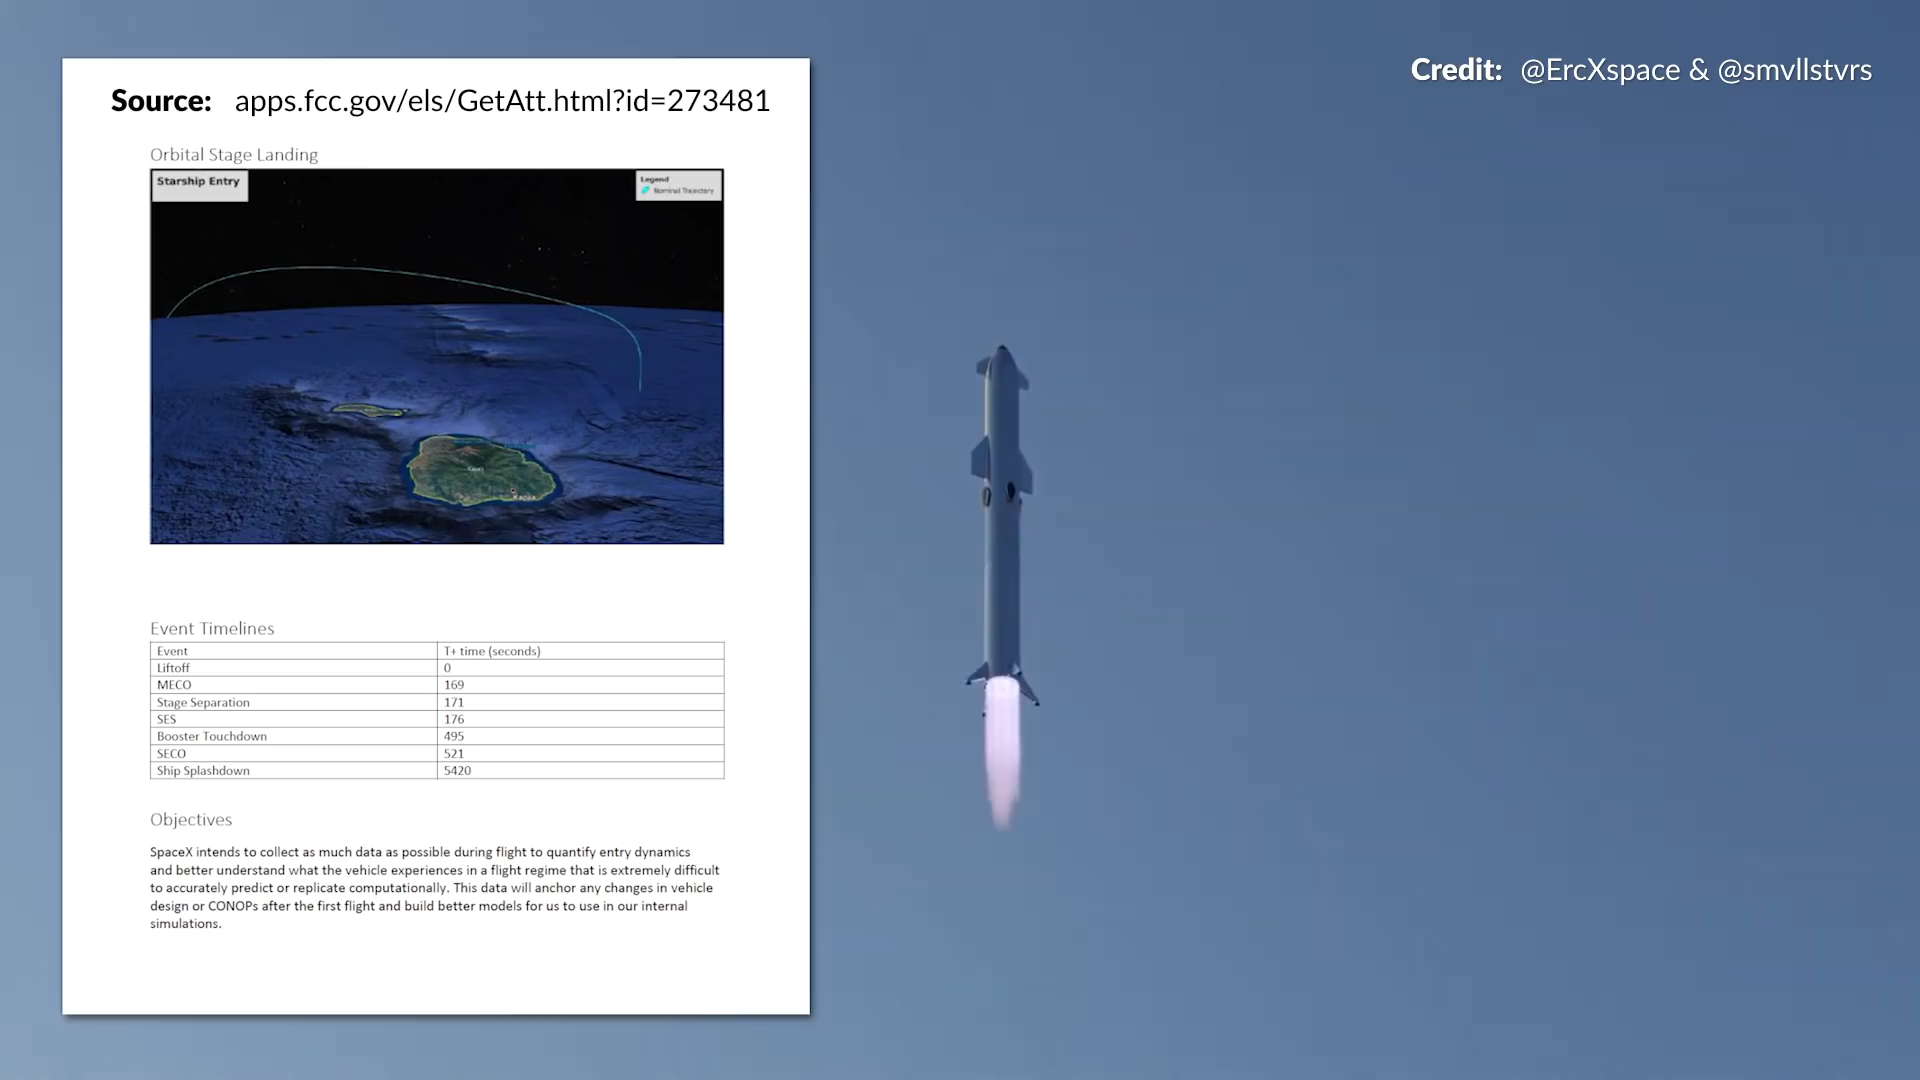 Credit: @ErcXspace & @smvllstvrs
Source: apps.fcc.gov/els/GetAtt.html?id=273481
Orbital Stage Landing
Starship Entry
Legend
Nominal Trajectory
Kauai
Kapaa
Event Timelines
Event T+ time (seconds)
Liftoff 0
MECO 169
Stage Separation 171
SES 176
Booster Touchdown 495
SECO 521
Ship Splashdown 5420
Objectives
SpaceX intends to collect as much data as possible during flight to quantify entry dynamics
and better understand what the vehicle experiences in a flight regime that is extremely difficult
to accurately predict or replicate computationally. This data will anchor any changes in vehicle
design or CONOPs after the first flight and build better models for us to use in our internal
simulations.